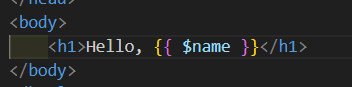 </head>
<body>
<h1>Hello, {{ $name }}</h1>
</body>